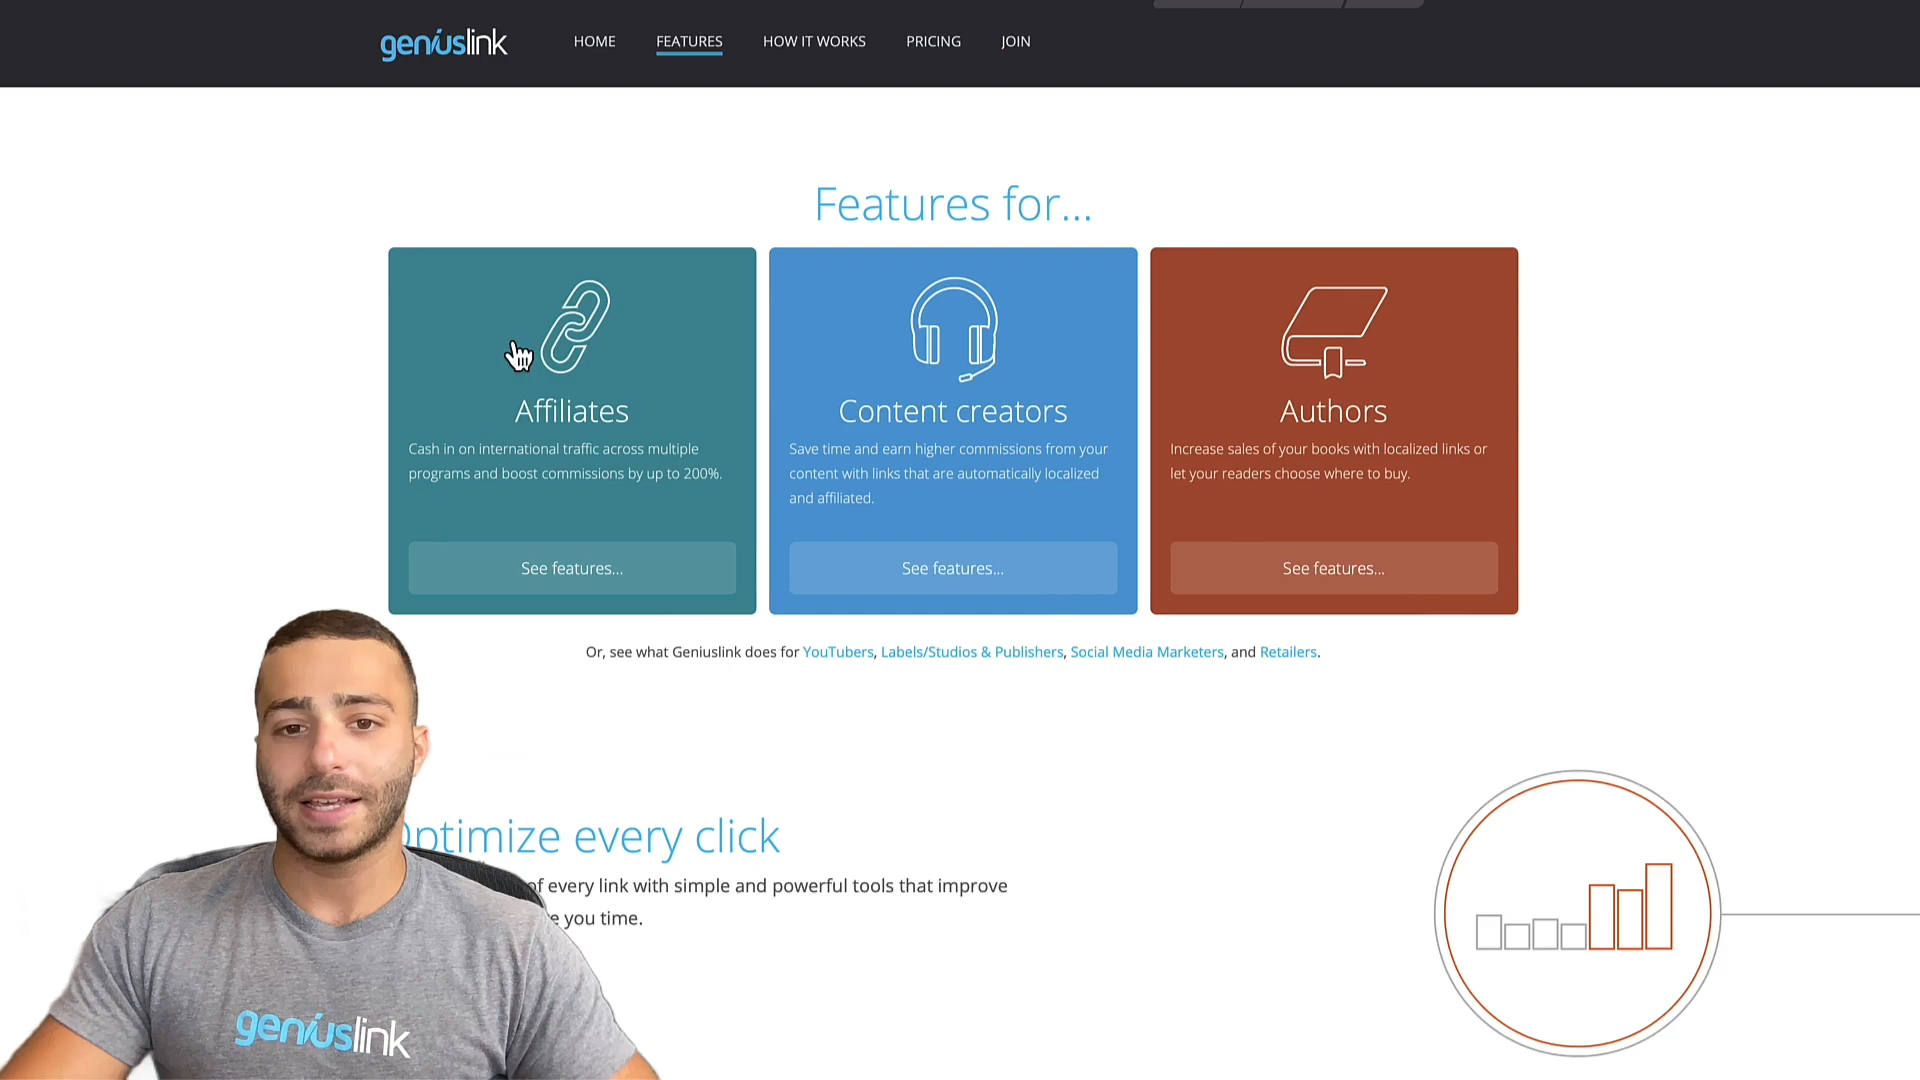 geniuslink
HOME FEATURES HOW IT WORKS PRICING JOIN
Features for...
Affiliates
Cash in on international traffic across multiple
programs and boost commissions by up to 200%.
See features...
Content creators
Save time and earn higher commissions from your
content with links that are automatically localized
and affiliated.
See features...
Authors
Increase sales of your books with localized links or
let your readers choose where to buy.
See features...
Or, see what Geniuslink does for YouTubers, Labels/Studios & Publishers, Social Media Marketers, and Retailers.
Optimize every click
of every link with simple and powerful tools that improve
you time.
geniuslink